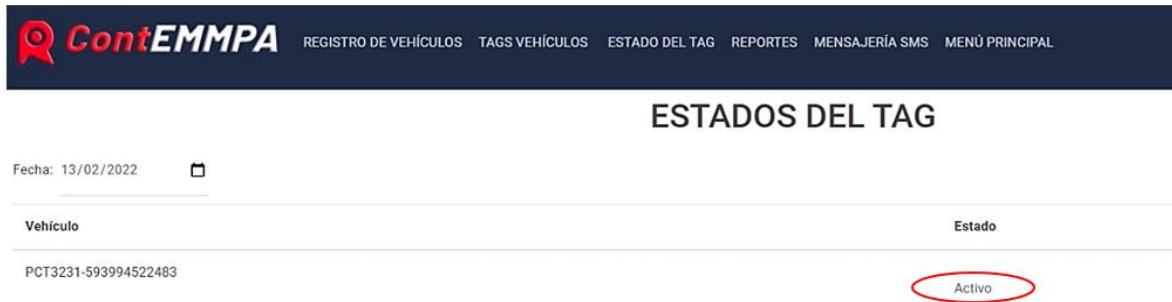 ContEMMPA REGISTRO DE VEHÍCULOS TAGS VEHÍCULOS ESTADO DEL TAG REPORTES MENSAJERÍA SMS MENÚ PRINCIPAL
ESTADOS DEL TAG
Fecha: 13/02/2022
Vehículo Estado
PCT3231-593994522483
Activo